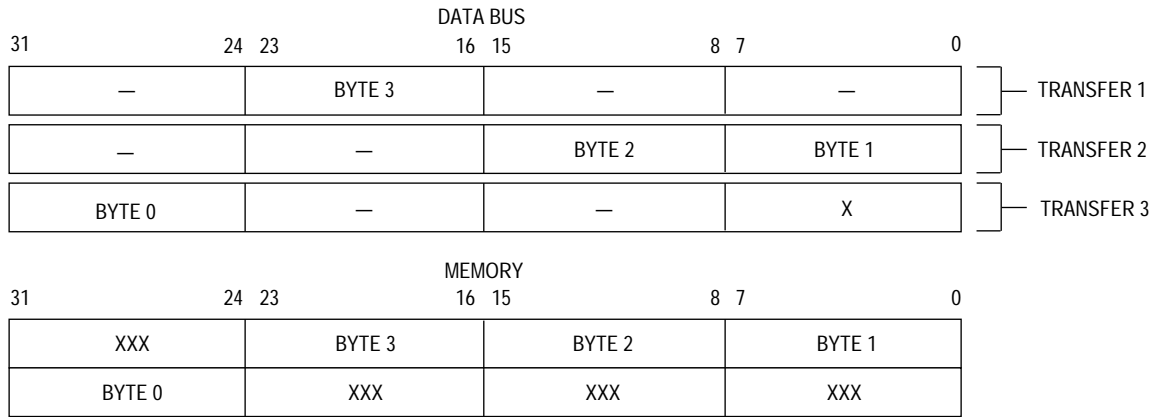 DATA BUS
31 24 23 16 15 8 7 0
— BYTE 3 — — TRANSFER 1
— — BYTE 2 BYTE 1 TRANSFER 2
BYTE 0 — — X TRANSFER 3
MEMORY
31 24 23 16 15 8 7 0
XXX BYTE 3 BYTE 2 BYTE 1
BYTE 0 XXX XXX XXX